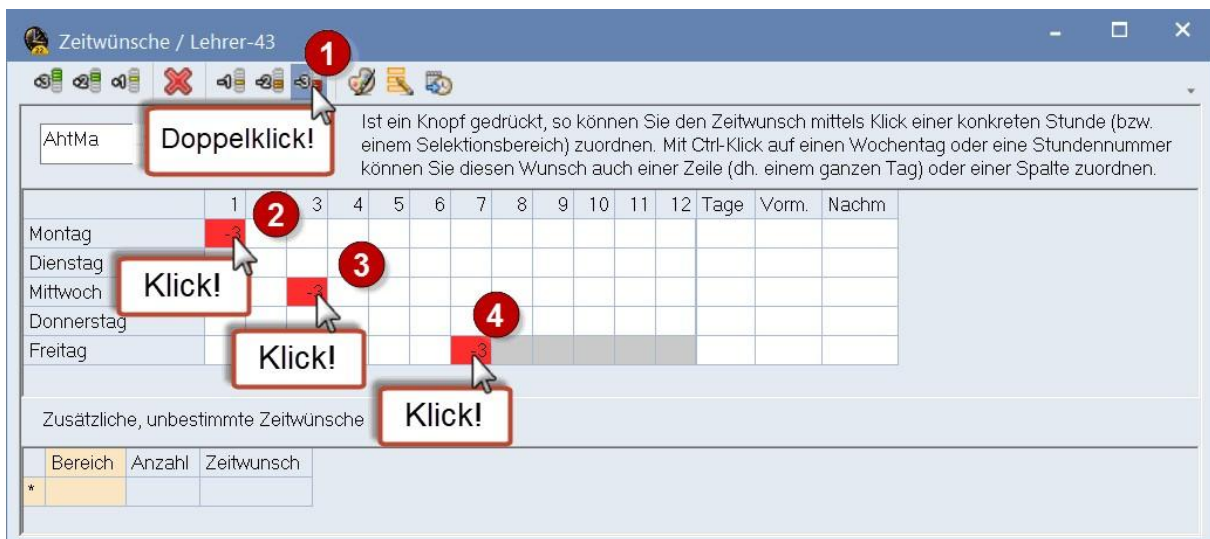 Zeitwünsche / Lehrer-43
1
AhtMa
Doppelklick!
Ist ein Knopf gedrückt, so können Sie den Zeitwunsch mittels Klick einer konkreten Stunde (bzw.
einem Selektionsbereich) zuordnen. Mit Ctrl-Klick auf einen Wochentag oder eine Stundennummer
können Sie diesen Wunsch auch einer Zeile (dh. einem ganzen Tag) oder einer Spalte zuordnen.
1 3 4 5 6 7 8 9 10 11 12 Tage Vorm. Nachm
2
Montag -3
Dienstag
3
Klick!
Mittwoch -3
Donnerstag
4
Klick!
Freitag -3
Klick!
Zusätzliche, unbestimmte Zeitwünsche
Bereich Anzahl Zeitwunsch
*